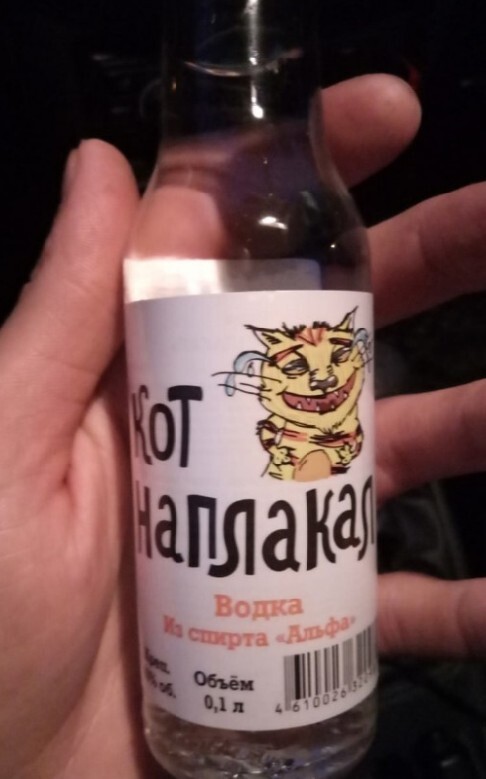 Кот
наплакал
Водка
Из спирта «Альфа»
Объём
0,1 л